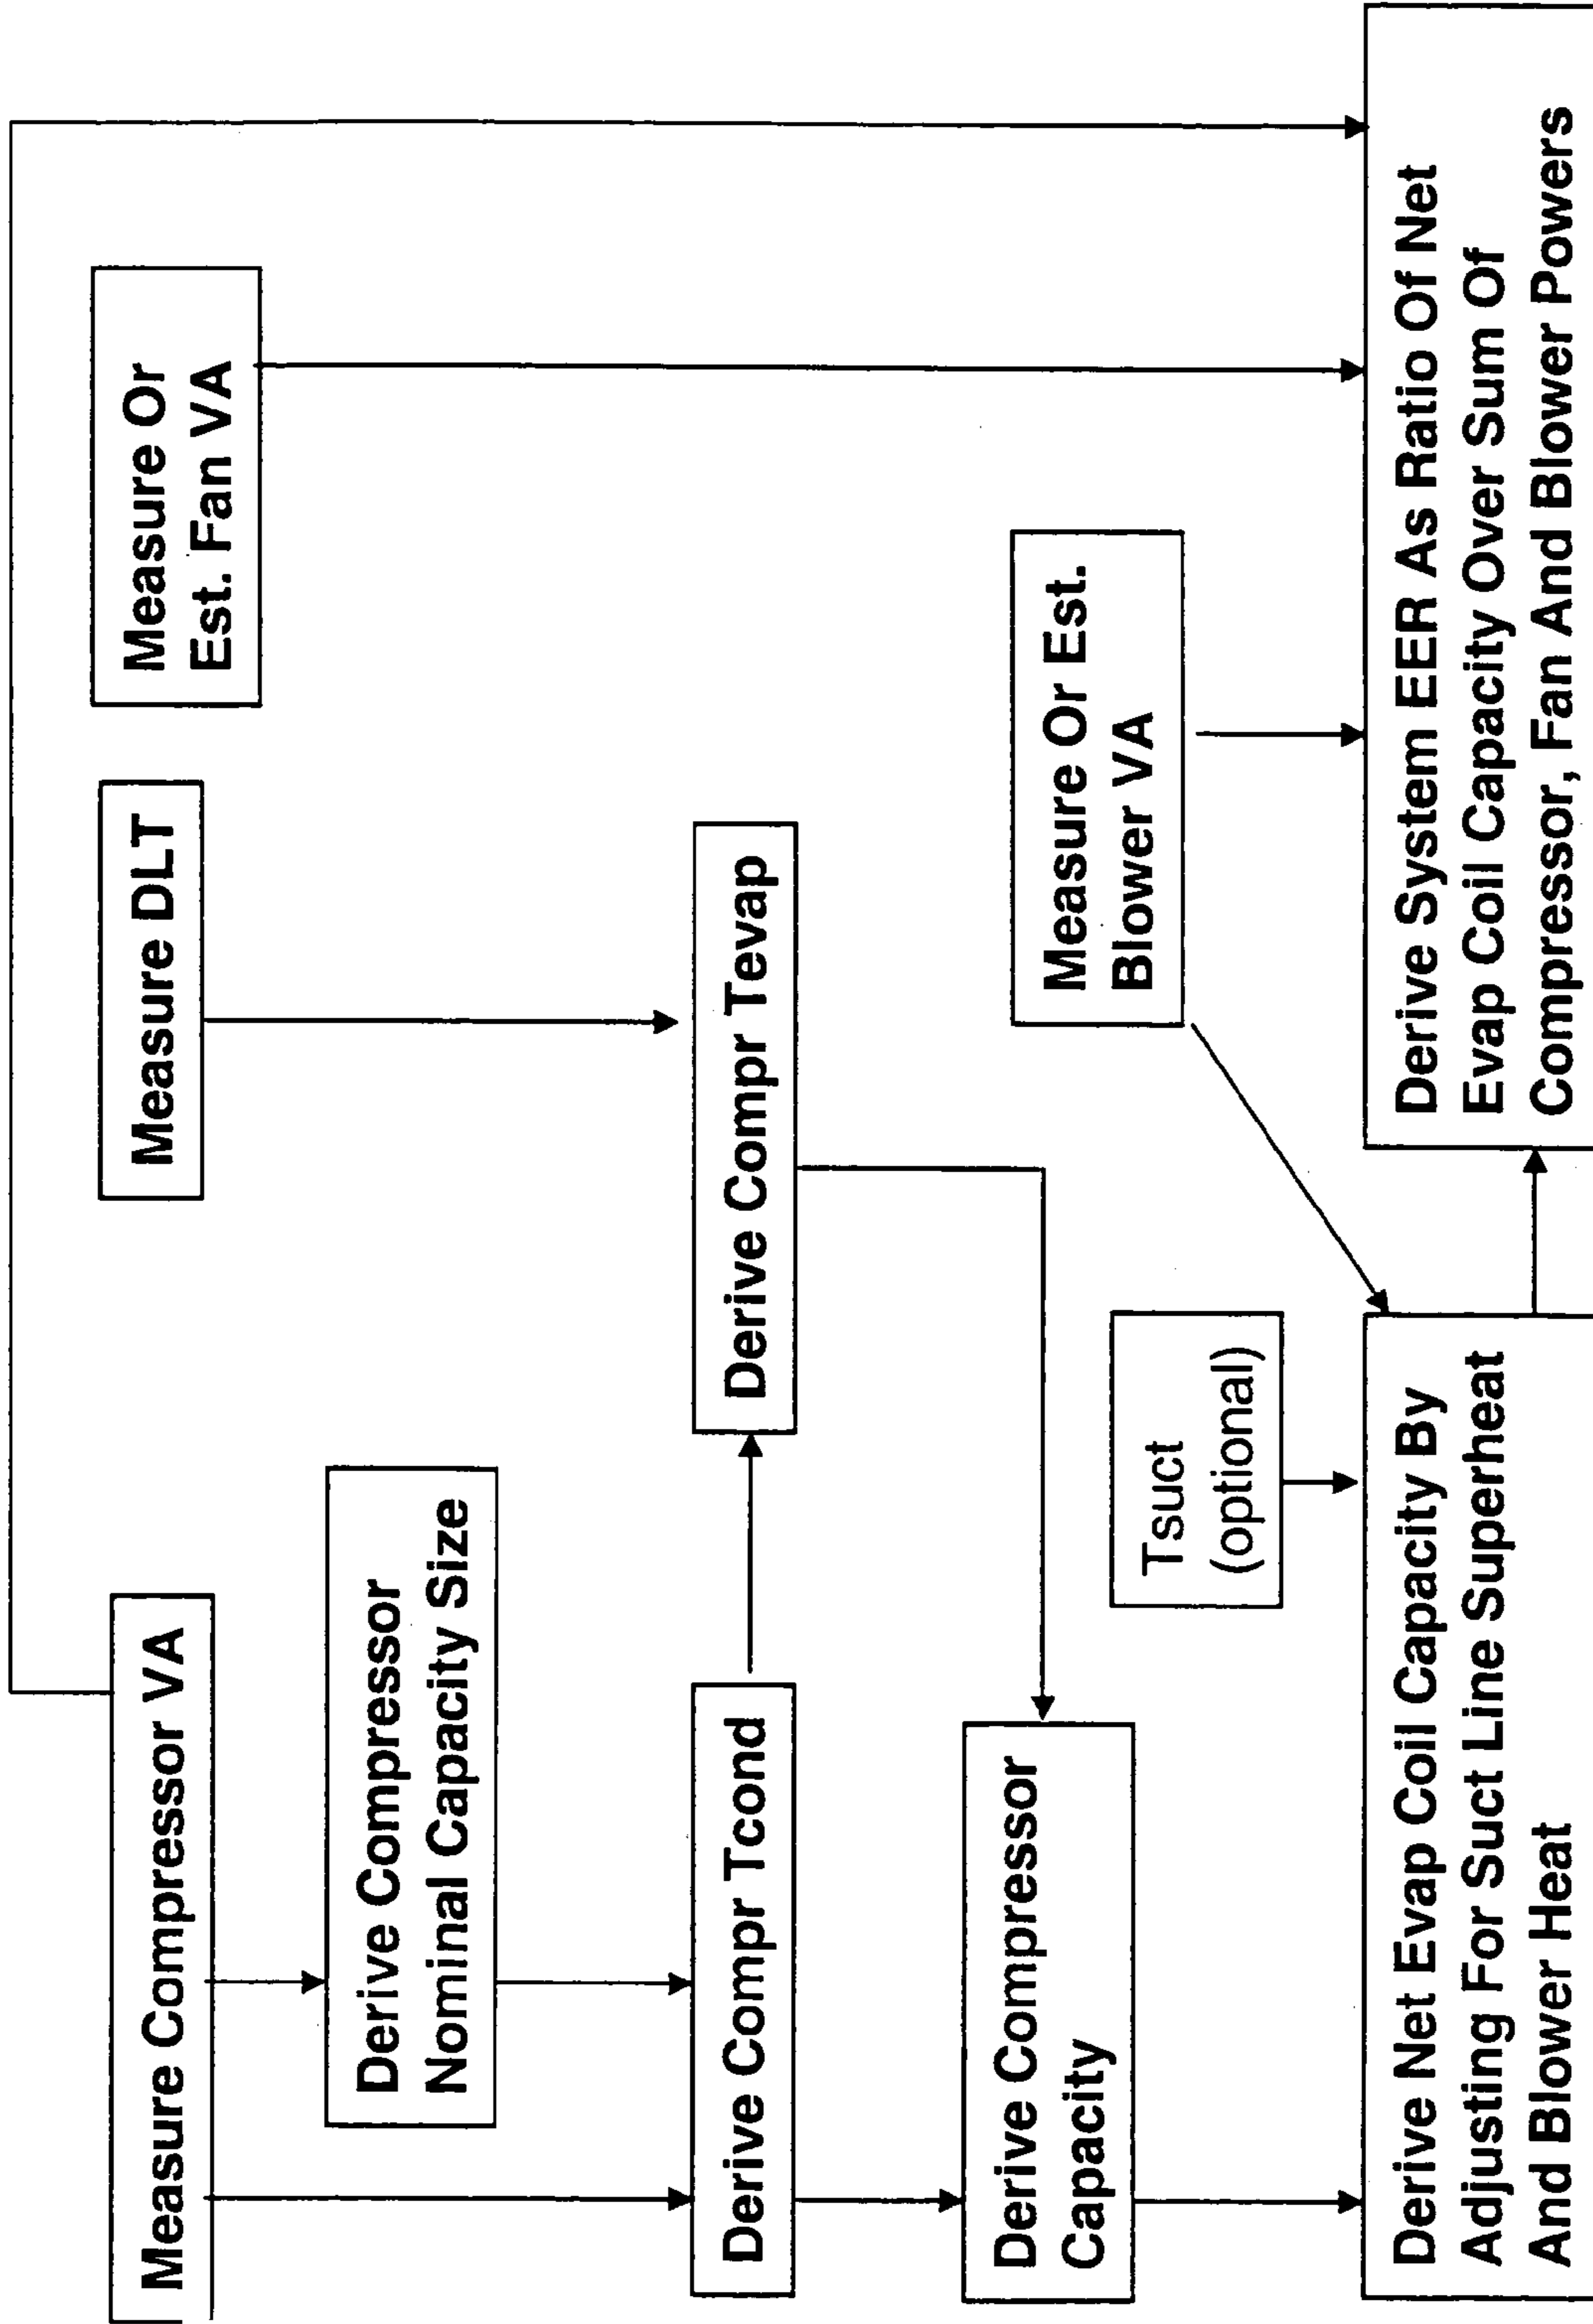 Measure Compressor VA
Measure DLT
Measure Or
Est. Fan VA
Derive Compressor
Nominal Capacity Size
Derive Compr Tcond
Derive Compr Tevap
Derive Compressor
Capacity
Measure Or Est.
Blower VA
Tsuct
(optional)
Derive Net Evap Coil Capacity By
Adjusting For Suct Line Superheat
And Blower Heat
Derive System EER As Ratio Of Net
Evap Coil Capacity Over Sum Of
Compressor, Fan And Blower Powers